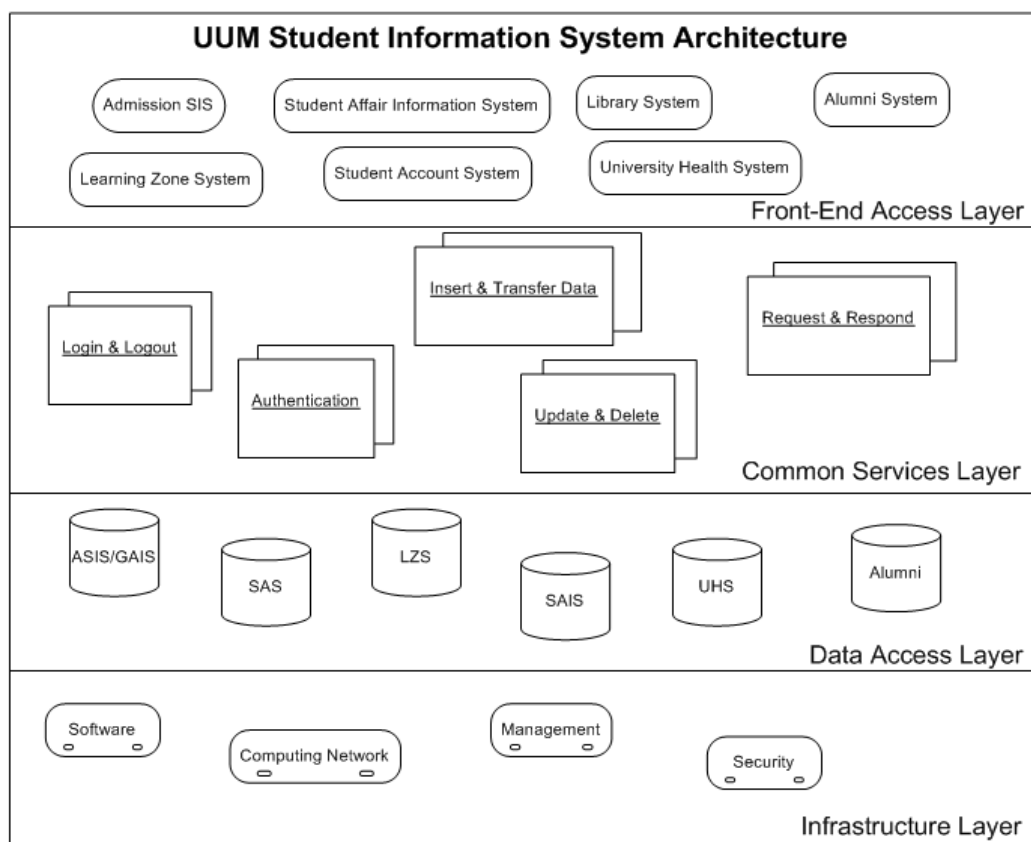 UUM Student Information System Architecture
Admission SIS
Student Affair Information System
Library System
Alumni System
Learning Zone System
Student Account System
University Health System
Front-End Access Layer
Insert & Transfer Data
Request & Respond
Login & Logout
Authentication
Update & Delete
Common Services Layer
ASIS/GAIS
SAS
LZS
SAIS
UHS
Alumni
Data Access Layer
Software
Computing Network
Management
Security
Infrastructure Layer